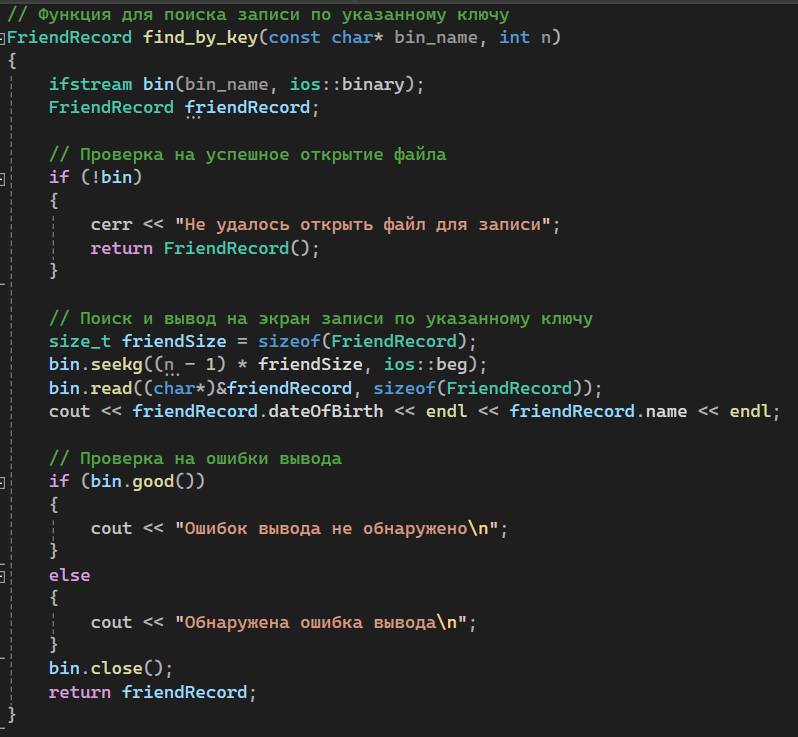 // Функция для поиска записи по указанному ключу
FriendRecord find_by_key(const char* bin_name, int n)
{
    ifstream bin(bin_name, ios::binary);
    FriendRecord friendRecord;

    // Проверка на успешное открытие файла
    if (!bin)
    {
        cerr << "Не удалось открыть файл для записи";
        return FriendRecord();
    }

    // Поиск и вывод на экран записи по указанному ключу
    size_t friendSize = sizeof(FriendRecord);
    bin.seekg((n - 1) * friendSize, ios::beg);
    bin.read((char*)&friendRecord, sizeof(FriendRecord));
    cout << friendRecord.dateOfBirth << endl << friendRecord.name << endl;

    // Проверка на ошибки вывода
    if (bin.good())
    {
        cout << "Ошибок вывода не обнаружено\n";
    }
    else
    {
        cout << "Обнаружена ошибка вывода\n";
    }
    bin.close();
    return friendRecord;
}